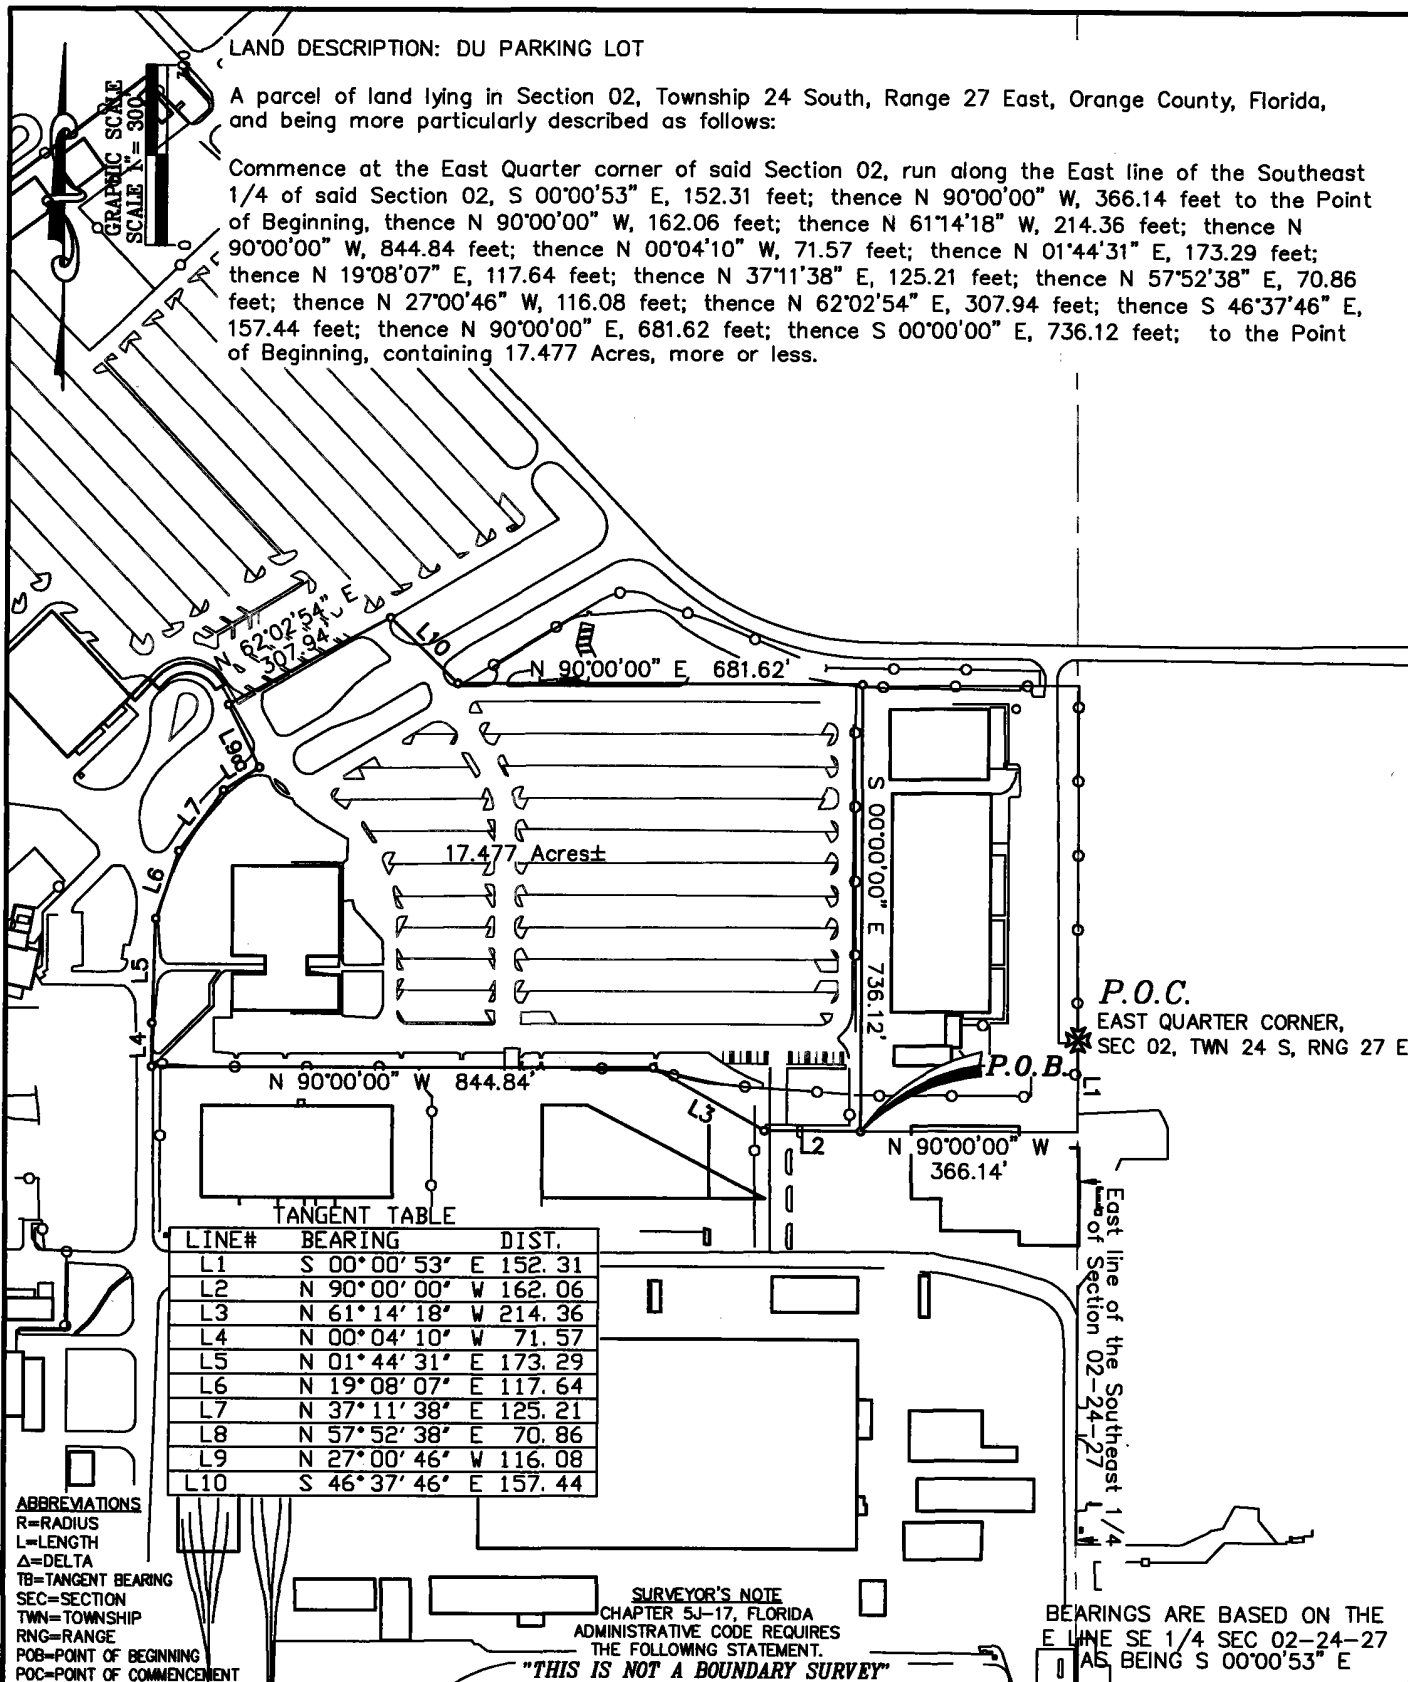 LAND DESCRIPTION: DU PARKING LOT
A parcel of land lying in Section 02, Township 24 South, Range 27 East, Orange County, Florida,
and being more particularly described as follows:
Commence at the East Quarter corner of said Section 02, run along the East line of the Southeast
1/4 of said Section 02, S 00°00'53" E, 152.31 feet; thence N 90°00'00" W, 366.14 feet to the Point
of Beginning, thence N 90°00'00" W, 162.06 feet; thence N 61°14'18" W, 214.36 feet; thence N
90°00'00" W, 844.84 feet; thence N 00°04'10" W, 71.57 feet; thence N 01°44'31" E, 173.29 feet;
thence N 19°08'07" E, 117.64 feet; thence N 37°11'38" E, 125.21 feet; thence N 57°52'38" E, 70.86
feet; thence N 27°00'46" W, 116.08 feet; thence N 62°02'54" E, 307.94 feet; thence S 46°37'46" E,
157.44 feet; thence N 90°00'00" E, 681.62 feet; thence S 00°00'00" E, 736.12 feet; to the Point
of Beginning, containing 17.477 Acres, more or less.
GRAPHIC SCALE
SCALE 1" = 300'
0
300
N 62°02'54" E
307.94'
L10
N 90°00'00" E 681.62'
L9
L8
L7
L6
L5
L4
17.477 Acres±
S 00°00'00" E 736.12'
P.O.C.
EAST QUARTER CORNER,
SEC 02, TWN 24 S, RNG 27 E
P.O.B.
L1
N 90°00'00" W 844.84'
L3
L2
N 90°00'00" W
366.14'
East line of the Southeast 1/4
of Section 02-24-27
TANGENT TABLE
LINE# BEARING DIST.
L1 S 00°00'53" E 152.31
L2 N 90°00'00" W 162.06
L3 N 61°14'18" W 214.36
L4 N 00°04'10" W 71.57
L5 N 01°44'31" E 173.29
L6 N 19°08'07" E 117.64
L7 N 37°11'38" E 125.21
L8 N 57°52'38" E 70.86
L9 N 27°00'46" W 116.08
L10 S 46°37'46" E 157.44
ABBREVIATIONS
R=RADIUS
L=LENGTH
Δ=DELTA
TB=TANGENT BEARING
SEC=SECTION
TWN=TOWNSHIP
RNG=RANGE
POB=POINT OF BEGINNING
POC=POINT OF COMMENCEMENT
SURVEYOR'S NOTE
CHAPTER 5J-17, FLORIDA
ADMINISTRATIVE CODE REQUIRES
THE FOLLOWING STATEMENT.
"THIS IS NOT A BOUNDARY SURVEY"
BEARINGS ARE BASED ON THE
E LINE SE 1/4 SEC 02-24-27
AS BEING S 00°00'53" E